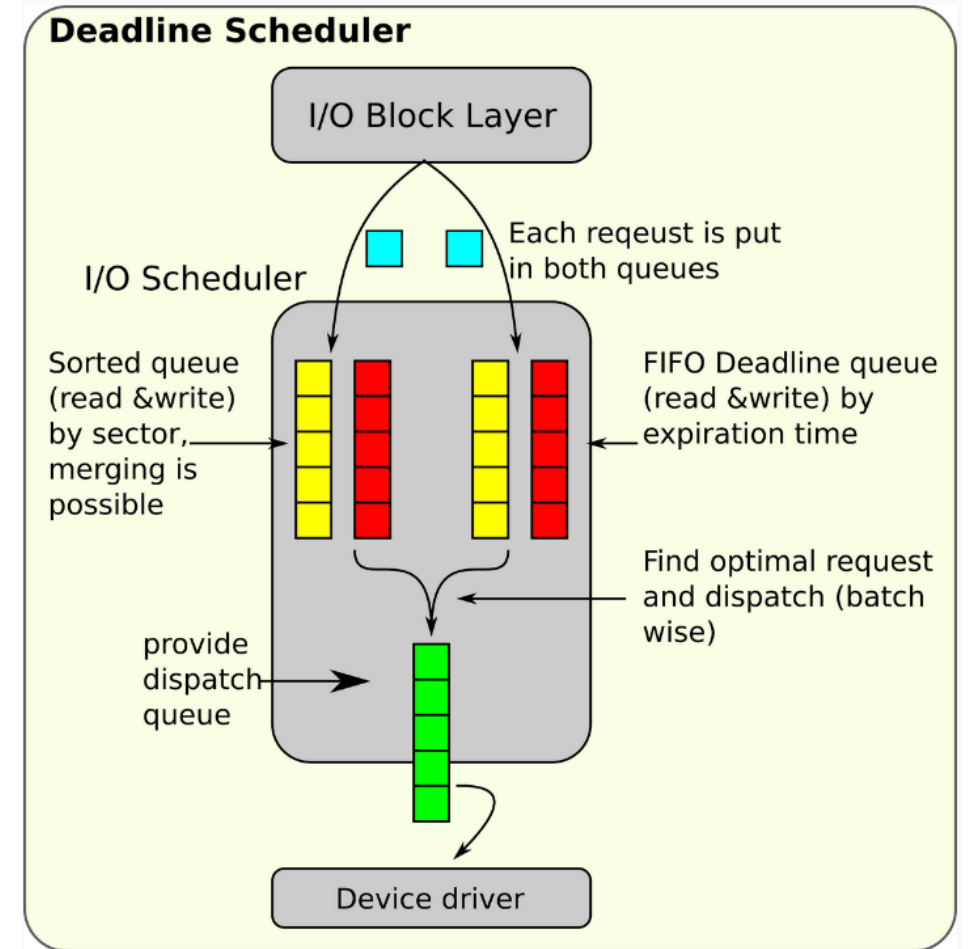 Deadline Scheduler
I/O Block Layer
Each reqeust is put
in both queues
I/O Scheduler
Sorted queue
(read &write)
by sector,
merging is
possible
FIFO Deadline queue
(read &write) by
expiration time
Find optimal request
and dispatch (batch
wise)
provide
dispatch
queue
Device driver